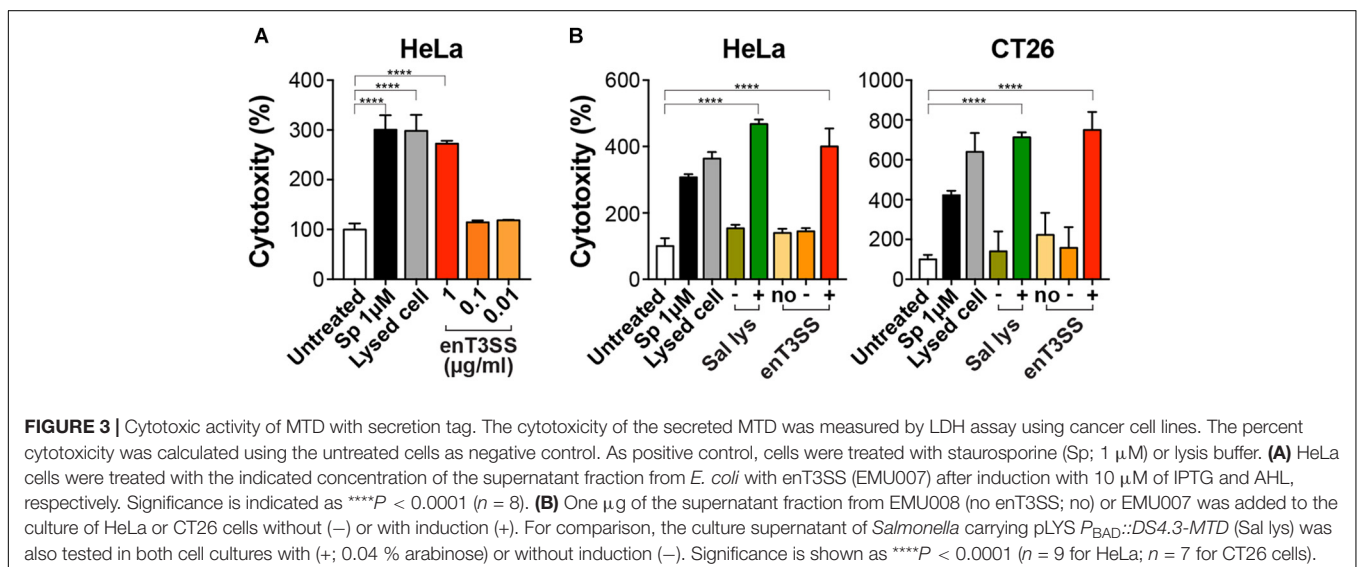 A
HeLa
Cytotoxicity (%)
400
300
200
100
0
****
****
****
Untreated
Sp 1μM
Lysed cell
1
0.1
0.01
enT3SS
(μg/ml)
B
HeLa
Cytotoxicity (%)
600
400
200
0
****
****
Untreated
Sp 1μM
Lysed cell
-
+
no
-
+
Sal lys
enT3SS
CT26
1000
800
600
400
200
0
****
****
Untreated
Sp 1μM
Lysed cell
-
+
no
-
+
Sal lys
enT3SS
FIGURE 3 | Cytotoxic activity of MTD with secretion tag. The cytotoxicity of the secreted MTD was measured by LDH assay using cancer cell lines. The percent
cytotoxicity was calculated using the untreated cells as negative control. As positive control, cells were treated with staurosporine (Sp; 1 μM) or lysis buffer. (A) HeLa
cells were treated with the indicated concentration of the supernatant fraction from E. coli with enT3SS (EMU007) after induction with 10 μM of IPTG and AHL,
respectively. Significance is indicated as ****P < 0.0001 (n = 8). (B) One μg of the supernatant fraction from EMU008 (no enT3SS; no) or EMU007 was added to the
culture of HeLa or CT26 cells without (−) or with induction (+). For comparison, the culture supernatant of Salmonella carrying pLYS PBAD::DS4.3-MTD (Sal lys) was
also tested in both cell cultures with (+; 0.04 % arabinose) or without induction (−). Significance is shown as ****P < 0.0001 (n = 9 for HeLa; n = 7 for CT26 cells).